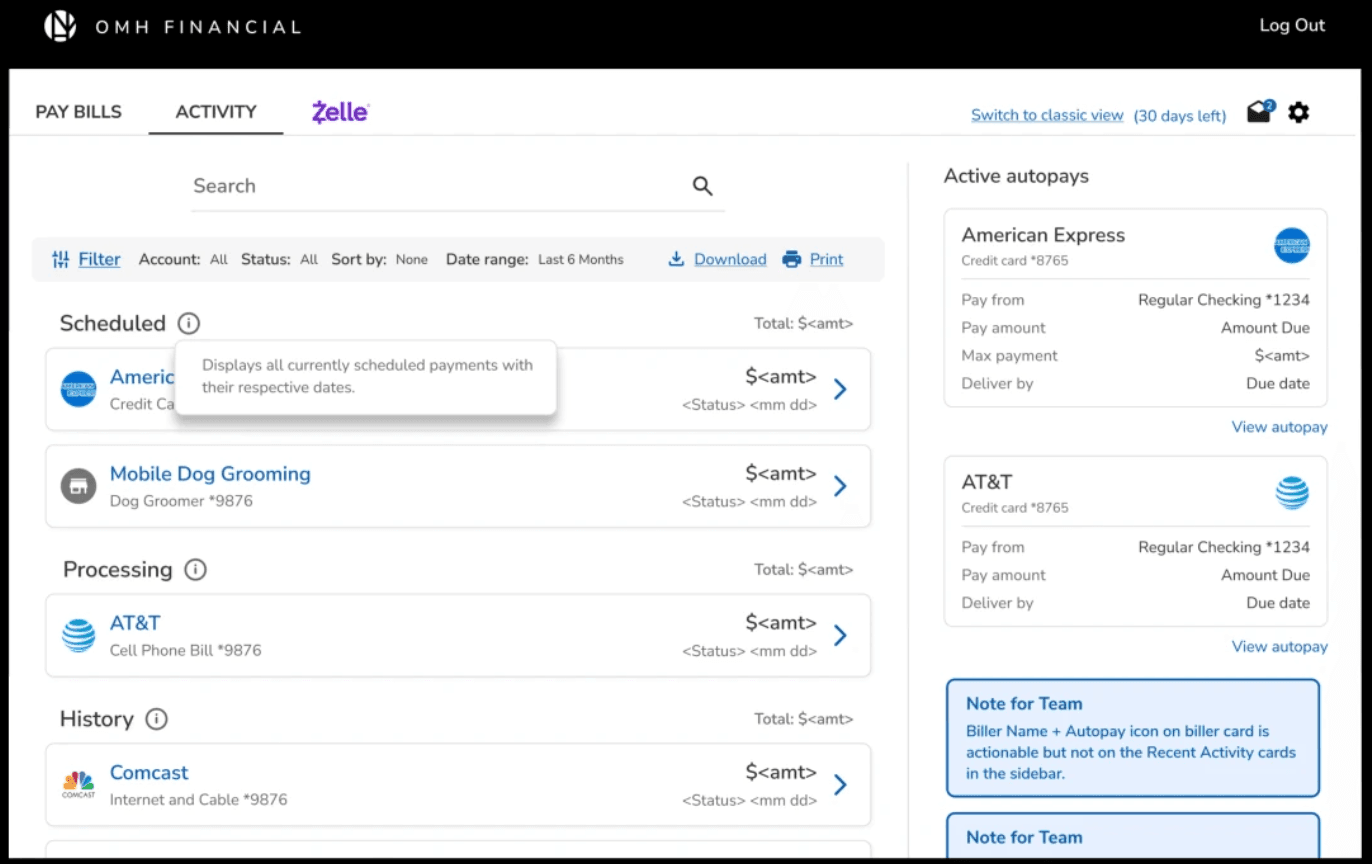 OMH FINANCIAL
Log Out
PAY BILLS
ACTIVITY
Zelle®
Switch to classic view (30 days left)
2
Search
Filter Account: All Status: All Sort by: None Date range: Last 6 Months Download Print
Scheduled
Total: $<amt>
Displays all currently scheduled payments with
their respective dates.
Americ
Credit Ca
$<amt>
<Status> <mm dd>
Mobile Dog Grooming
Dog Groomer *9876
$<amt>
<Status> <mm dd>
Processing
Total: $<amt>
AT&T
Cell Phone Bill *9876
$<amt>
<Status> <mm dd>
History
Total: $<amt>
COMCAST
Comcast
Internet and Cable *9876
$<amt>
<Status> <mm dd>
Active autopays
American Express
Credit card *8765
AMERICAN
EXPRESS
Pay from Regular Checking *1234
Pay amount Amount Due
Max payment $<amt>
Deliver by Due date
View autopay
AT&T
Credit card *8765
Pay from Regular Checking *1234
Pay amount Amount Due
Deliver by Due date
View autopay
Note for Team
Biller Name + Autopay icon on biller card is
actionable but not on the Recent Activity cards
in the sidebar.
Note for Team